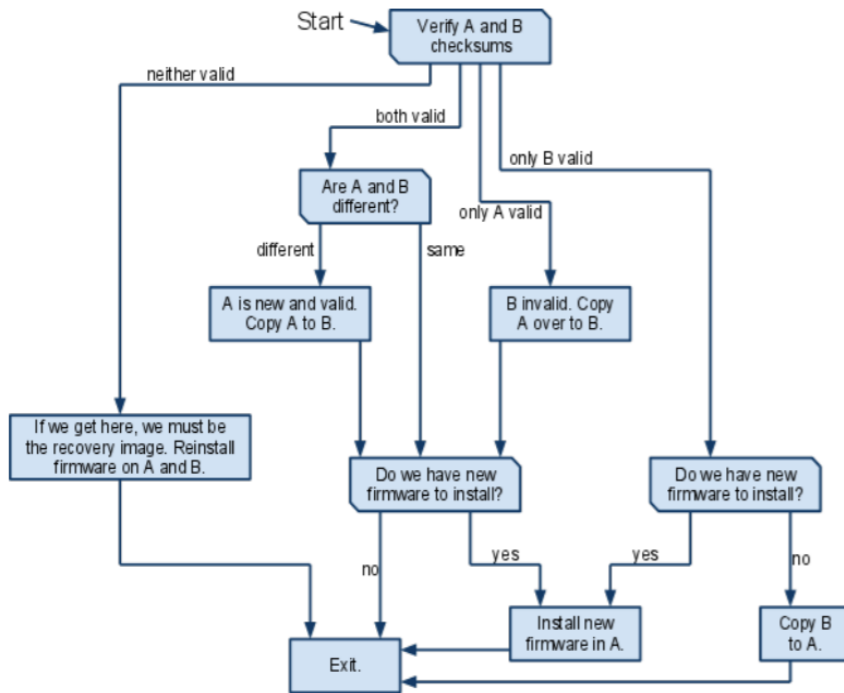 Start
Verify A and B
checksums
neither valid
both valid
only B valid
Are A and B
different?
only A valid
different
same
A is new and valid.
Copy A to B.
B invalid. Copy
A over to B.
If we get here, we must be
the recovery image. Reinstall
firmware on A and B.
Do we have new
firmware to install?
Do we have new
firmware to install?
no
yes
yes
no
Install new
firmware in A.
Copy B
to A.
Exit.